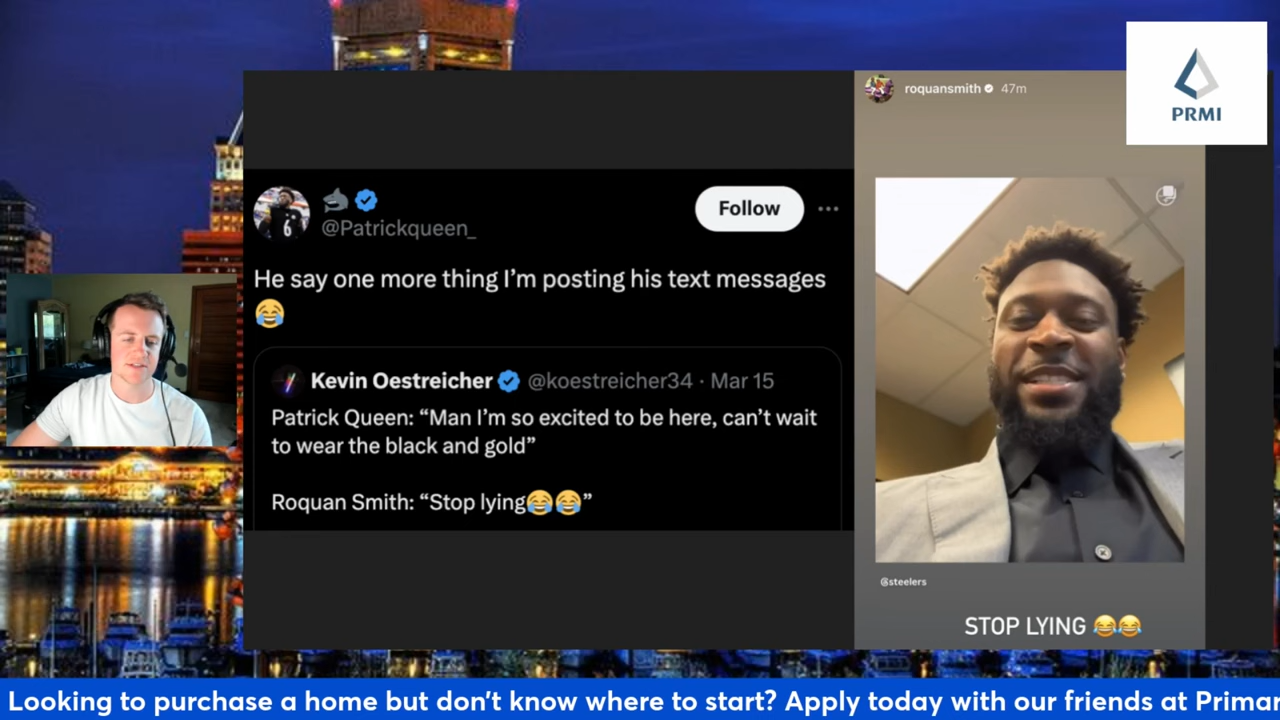 PRMI
roquansmith 47m
@Patrickqueen_
Follow
6
He say one more thing I’m posting his text messages
😂
Kevin Oestreicher @koestreicher34 · Mar 15
Patrick Queen: “Man I’m so excited to be here, can’t wait
to wear the black and gold”
Roquan Smith: “Stop lying😂😂”
@steelers
STOP LYING 😂😂
Looking to purchase a home but don’t know where to start? Apply today with our friends at Primar